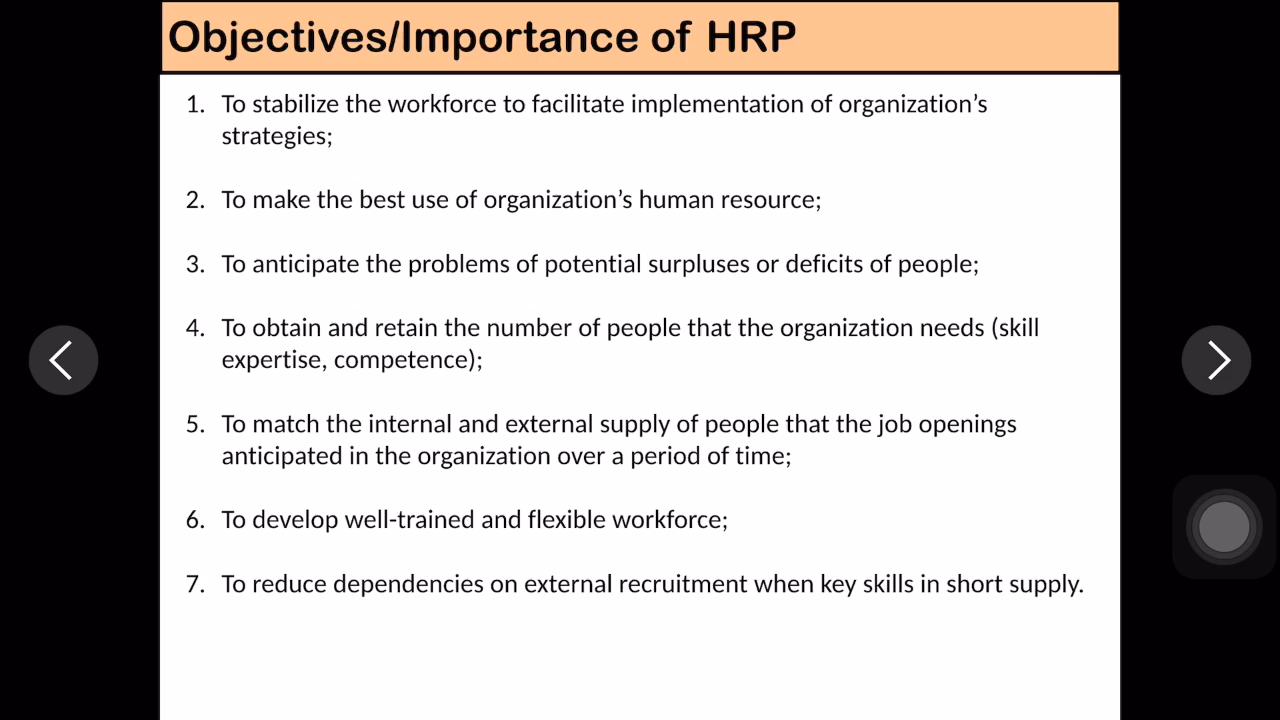 Objectives/Importance of HRP
1. To stabilize the workforce to facilitate implementation of organization’s
strategies;
2. To make the best use of organization’s human resource;
3. To anticipate the problems of potential surpluses or deficits of people;
4. To obtain and retain the number of people that the organization needs (skill
expertise, competence);
5. To match the internal and external supply of people that the job openings
anticipated in the organization over a period of time;
6. To develop well-trained and flexible workforce;
7. To reduce dependencies on external recruitment when key skills in short supply.